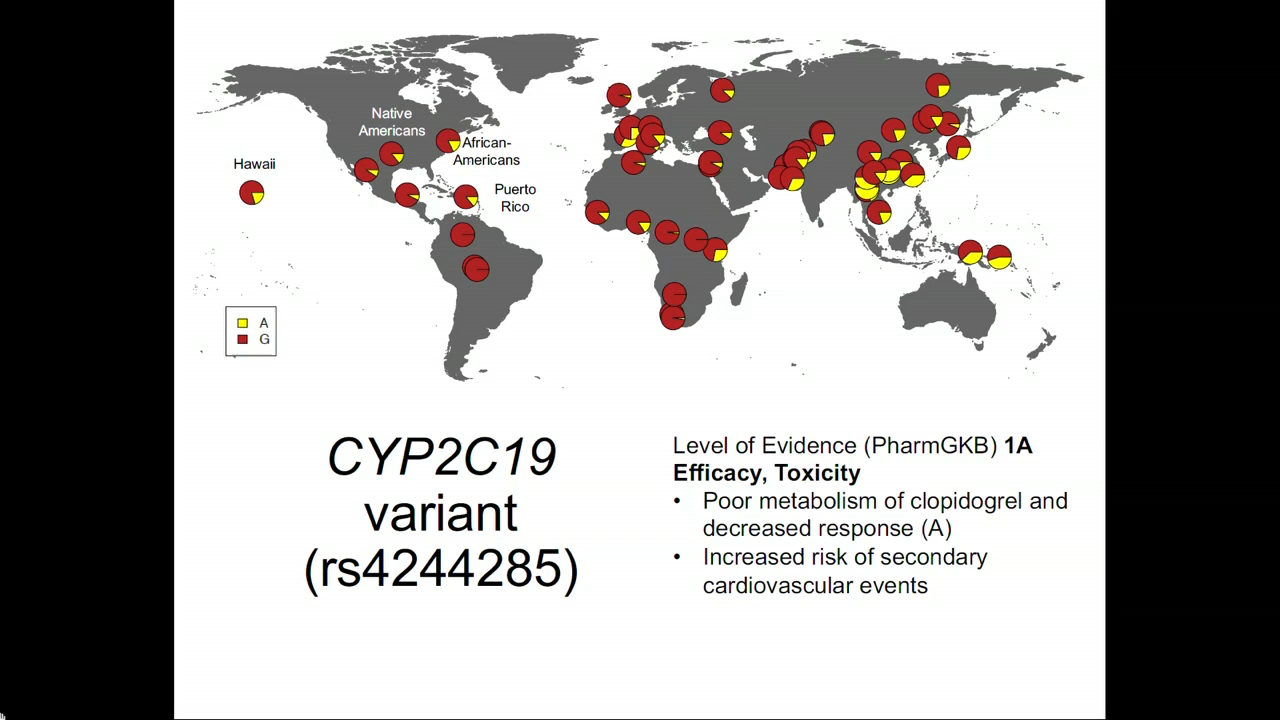 Native
Americans
African-
Americans
Hawaii
Puerto
Rico
A
G
CYP2C19
variant
(rs4244285)
Level of Evidence (PharmGKB) 1A
Efficacy, Toxicity
• Poor metabolism of clopidogrel and
decreased response (A)
• Increased risk of secondary
cardiovascular events